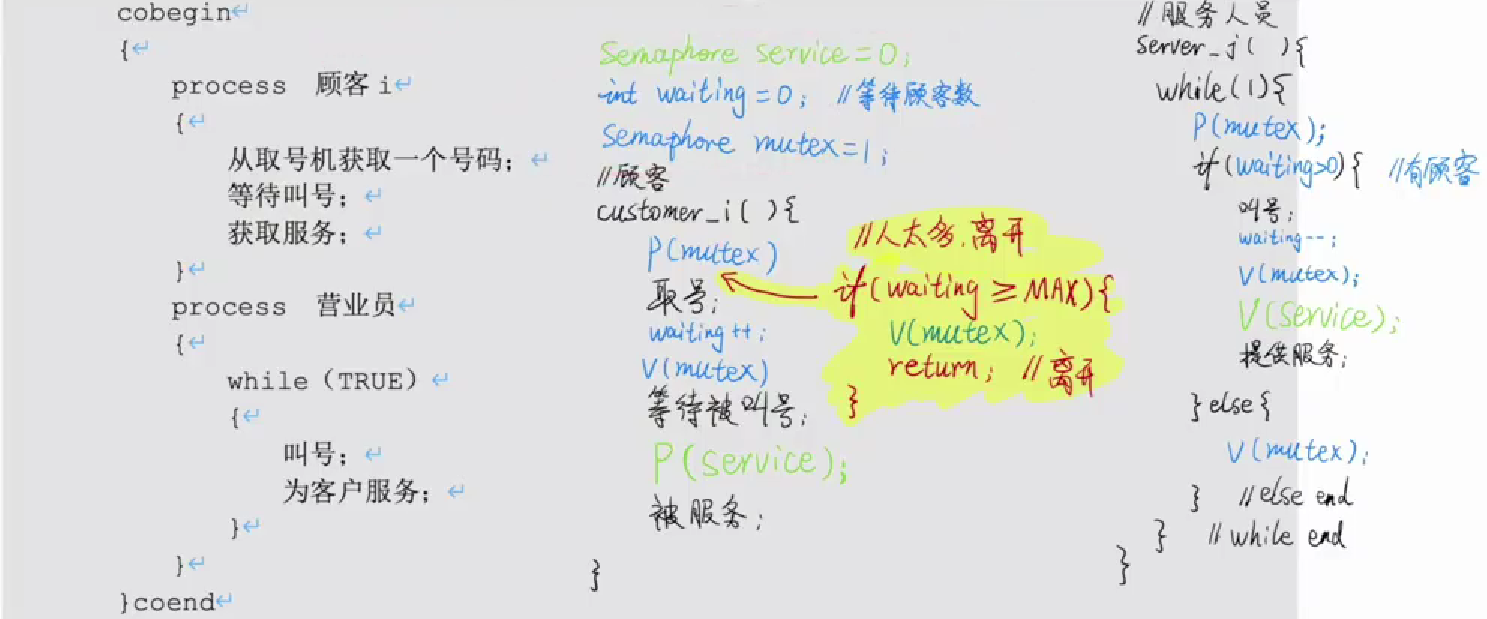 cobegin↵
{↵
process 顾客 i↵
{↵
从取号机获取一个号码；↵
等待叫号；↵
获取服务；↵
}↵
process 营业员↵
{↵
while（TRUE）↵
{↵
叫号；↵
为客户服务；↵
}↵
}↵
}coend↵
Semaphore service=0;
int waiting=0; //等待顾客数
Semaphore mutex=1;
//顾客
customer_i( ){
P(mutex)
取号;
waiting++;
V(mutex)
等待被叫号;
P(service);
被服务;
}
//人太多,离开
if(waiting≥MAX){
V(mutex);
return; //离开
}
//服务人员
server_j( ){
while(1){
P(mutex);
if(waiting>0){ //有顾客
叫号;
waiting--;
V(mutex);
V(service);
提供服务;
}else{
V(mutex);
} //else end
} //while end
}